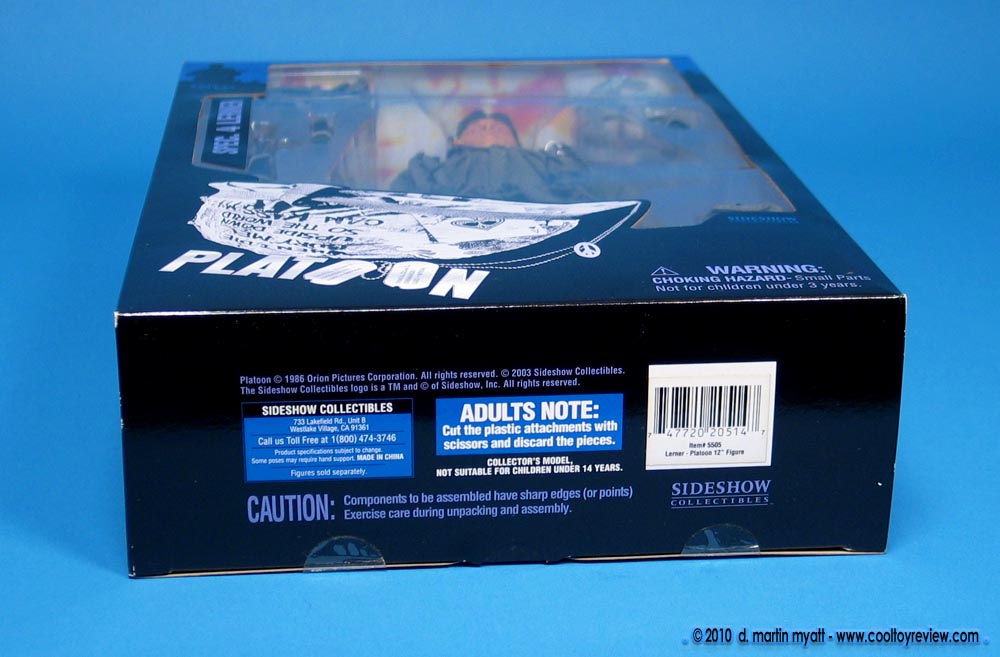 SPEC. 4 LERNER
PLATOON
SIDESHOW
WARNING:
CHOKING HAZARD- Small Parts
Not for children under 3 years.
Platoon © 1986 Orion Pictures Corporation. All rights reserved. © 2003 Sideshow Collectibles.
The Sideshow Collectibles logo is a TM and © of Sideshow, Inc. All rights reserved.
SIDESHOW COLLECTIBLES
733 Lakefield Rd., Unit B
Westlake Village, CA 91361
Call us Toll Free at 1(800) 474-3746
Product specifications subject to change.
Some poses may require hand support. MADE IN CHINA
Figures sold separately.
ADULTS NOTE:
Cut the plastic attachments with
scissors and discard the pieces.
COLLECTOR'S MODEL,
NOT SUITABLE FOR CHILDREN UNDER 14 YEARS.
7 47720 20514 7
Item# 5505
Lerner - Platoon 12" Figure
SIDESHOW
COLLECTIBLES
CAUTION:
Components to be assembled have sharp edges (or points)
Exercise care during unpacking and assembly.
© 2010 d. martin myatt - www.cooltoyreview.com